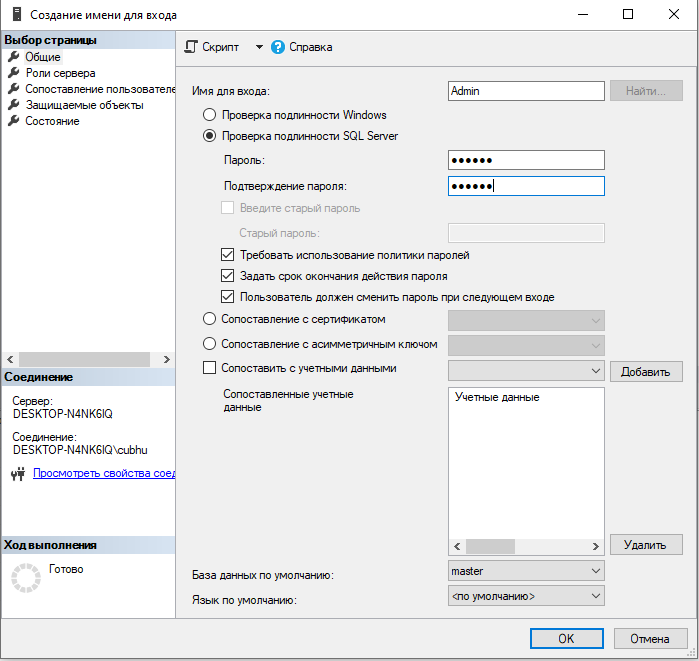 Создание имени для входа
Выбор страницы
Общие
Роли сервера
Сопоставление пользователе
Защищаемые объекты
Состояние
Соединение
Сервер:
DESKTOP-N4NK6IQ
Соединение:
DESKTOP-N4NK6IQ\cubhu
Просмотреть свойства соед
Ход выполнения
Готово
Скрипт
Справка
Имя для входа:
Admin
Найти...
Проверка подлинности Windows
Проверка подлинности SQL Server
Пароль:
●●●●●●
Подтверждение пароля:
●●●●●●
Введите старый пароль
Старый пароль:
Требовать использование политики паролей
Задать срок окончания действия пароля
Пользователь должен сменить пароль при следующем входе
Сопоставление с сертификатом
Сопоставление с асимметричным ключом
Сопоставить с учетными данными
Добавить
Сопоставленные учетные
данные
Учетные данные
Удалить
База данных по умолчанию:
master
Язык по умолчанию:
<по умолчанию>
OK
Отмена